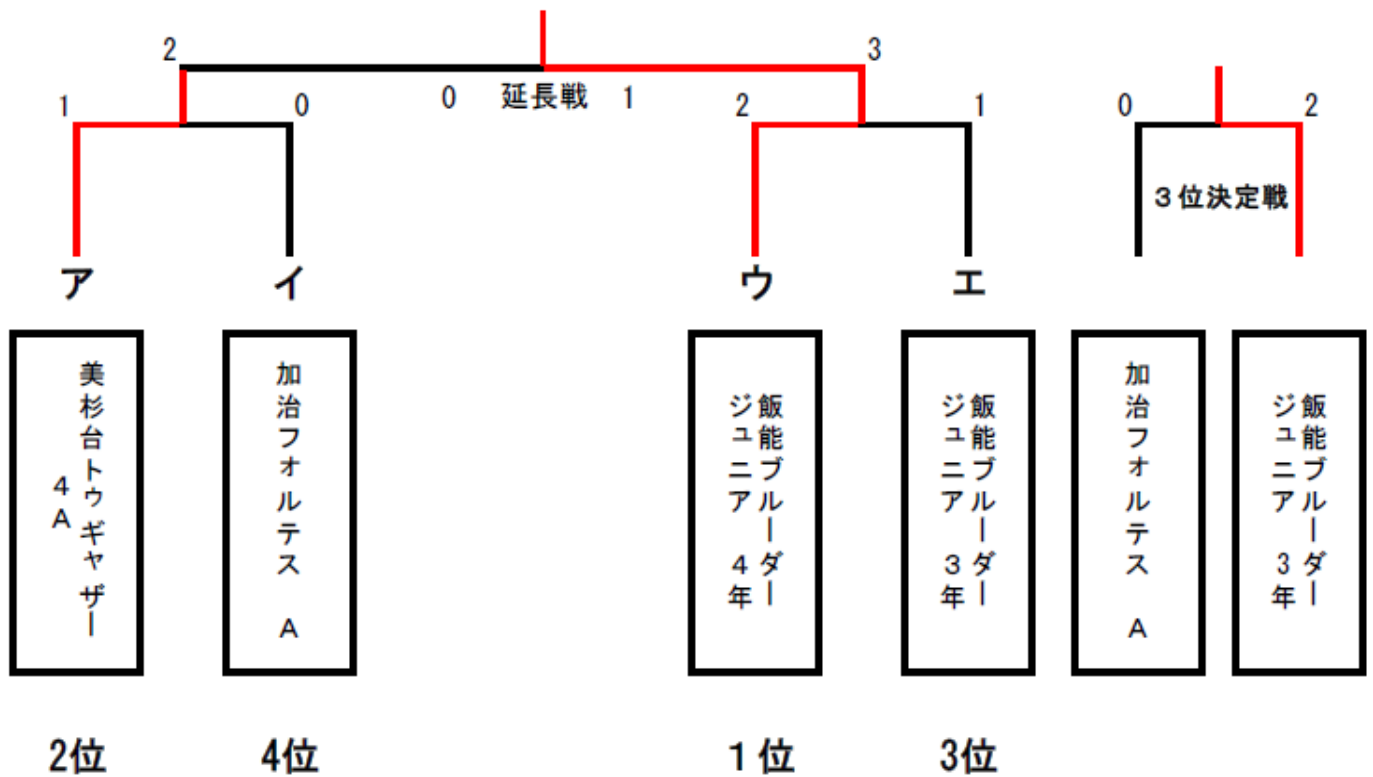 2 3
1 0 0 延長戦 1 2 1 0 2
3位決定戦
ア イ ウ エ
美杉台トゥギャザー
4A
加治フォルテス A
飯能ブルーダー
ジュニア 4年
飯能ブルーダー
ジュニア 3年
加治フォルテス A
飯能ブルーダー
ジュニア 3年
2位 4位 1位 3位